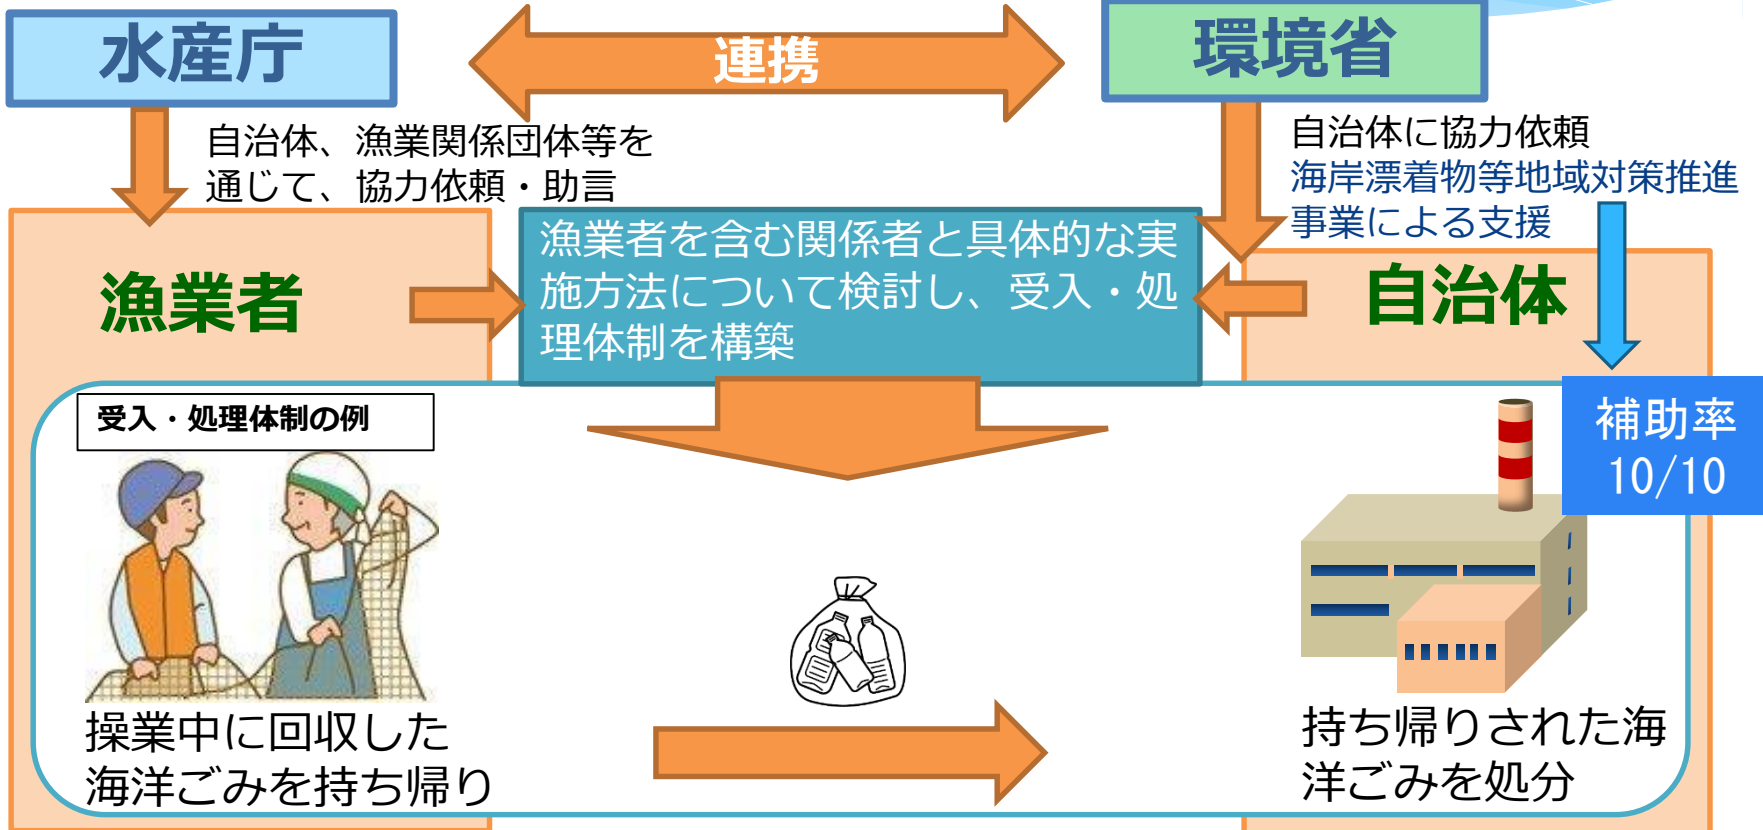 水産庁
連携
環境省
自治体、漁業関係団体等を
通じて、協力依頼・助言
自治体に協力依頼
海岸漂着物等地域対策推進
事業による支援
漁業者
漁業者を含む関係者と具体的な実
施方法について検討し、受入・処
理体制を構築
自治体
補助率
10/10
受入・処理体制の例
操業中に回収した
海洋ごみを持ち帰り
持ち帰りされた海
洋ごみを処分